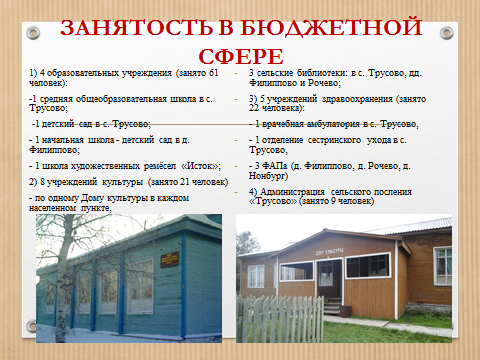 ЗАНЯТОСТЬ В БЮДЖЕТНОЙ
СФЕРЕ
1) 4 образовательных учреждения (занято 61
человек):
-1 средняя общеобразовательная школа в с.
Трусово;
-1 детский сад в с. Трусово;
- 1 начальная школа - детский сад в д.
Филиппово;
- 1 школа художественных ремёсел «Исток»;
2) 8 учреждений культуры (занято 21 человек)
- по одному Дому культуры в каждом
населенном пункте,
- 3 сельские библиотеки: в с. Трусово, дд.
Филиппово и Рочево;
- 3) 5 учреждений здравоохранения (занято
22 человека):
- - 1 врачебная амбулатория в с. Трусово,
- - 1 отделение сестринского ухода в с.
Трусово,
- - 3 ФАПа (д. Филиппово, д. Рочево, д.
Нонбург)
- 4) Администрация сельского посления
«Трусово» (занято 9 человек)
ДОМ КУЛЬТУРЫ